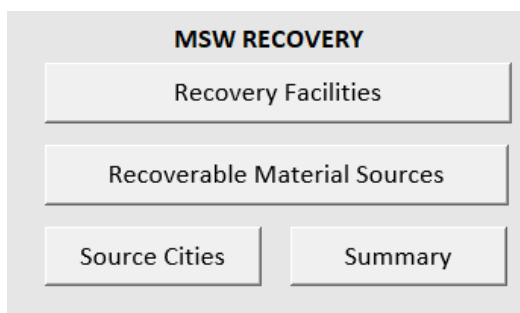 MSW RECOVERY
Recovery Facilities
Recoverable Material Sources
Source Cities
Summary